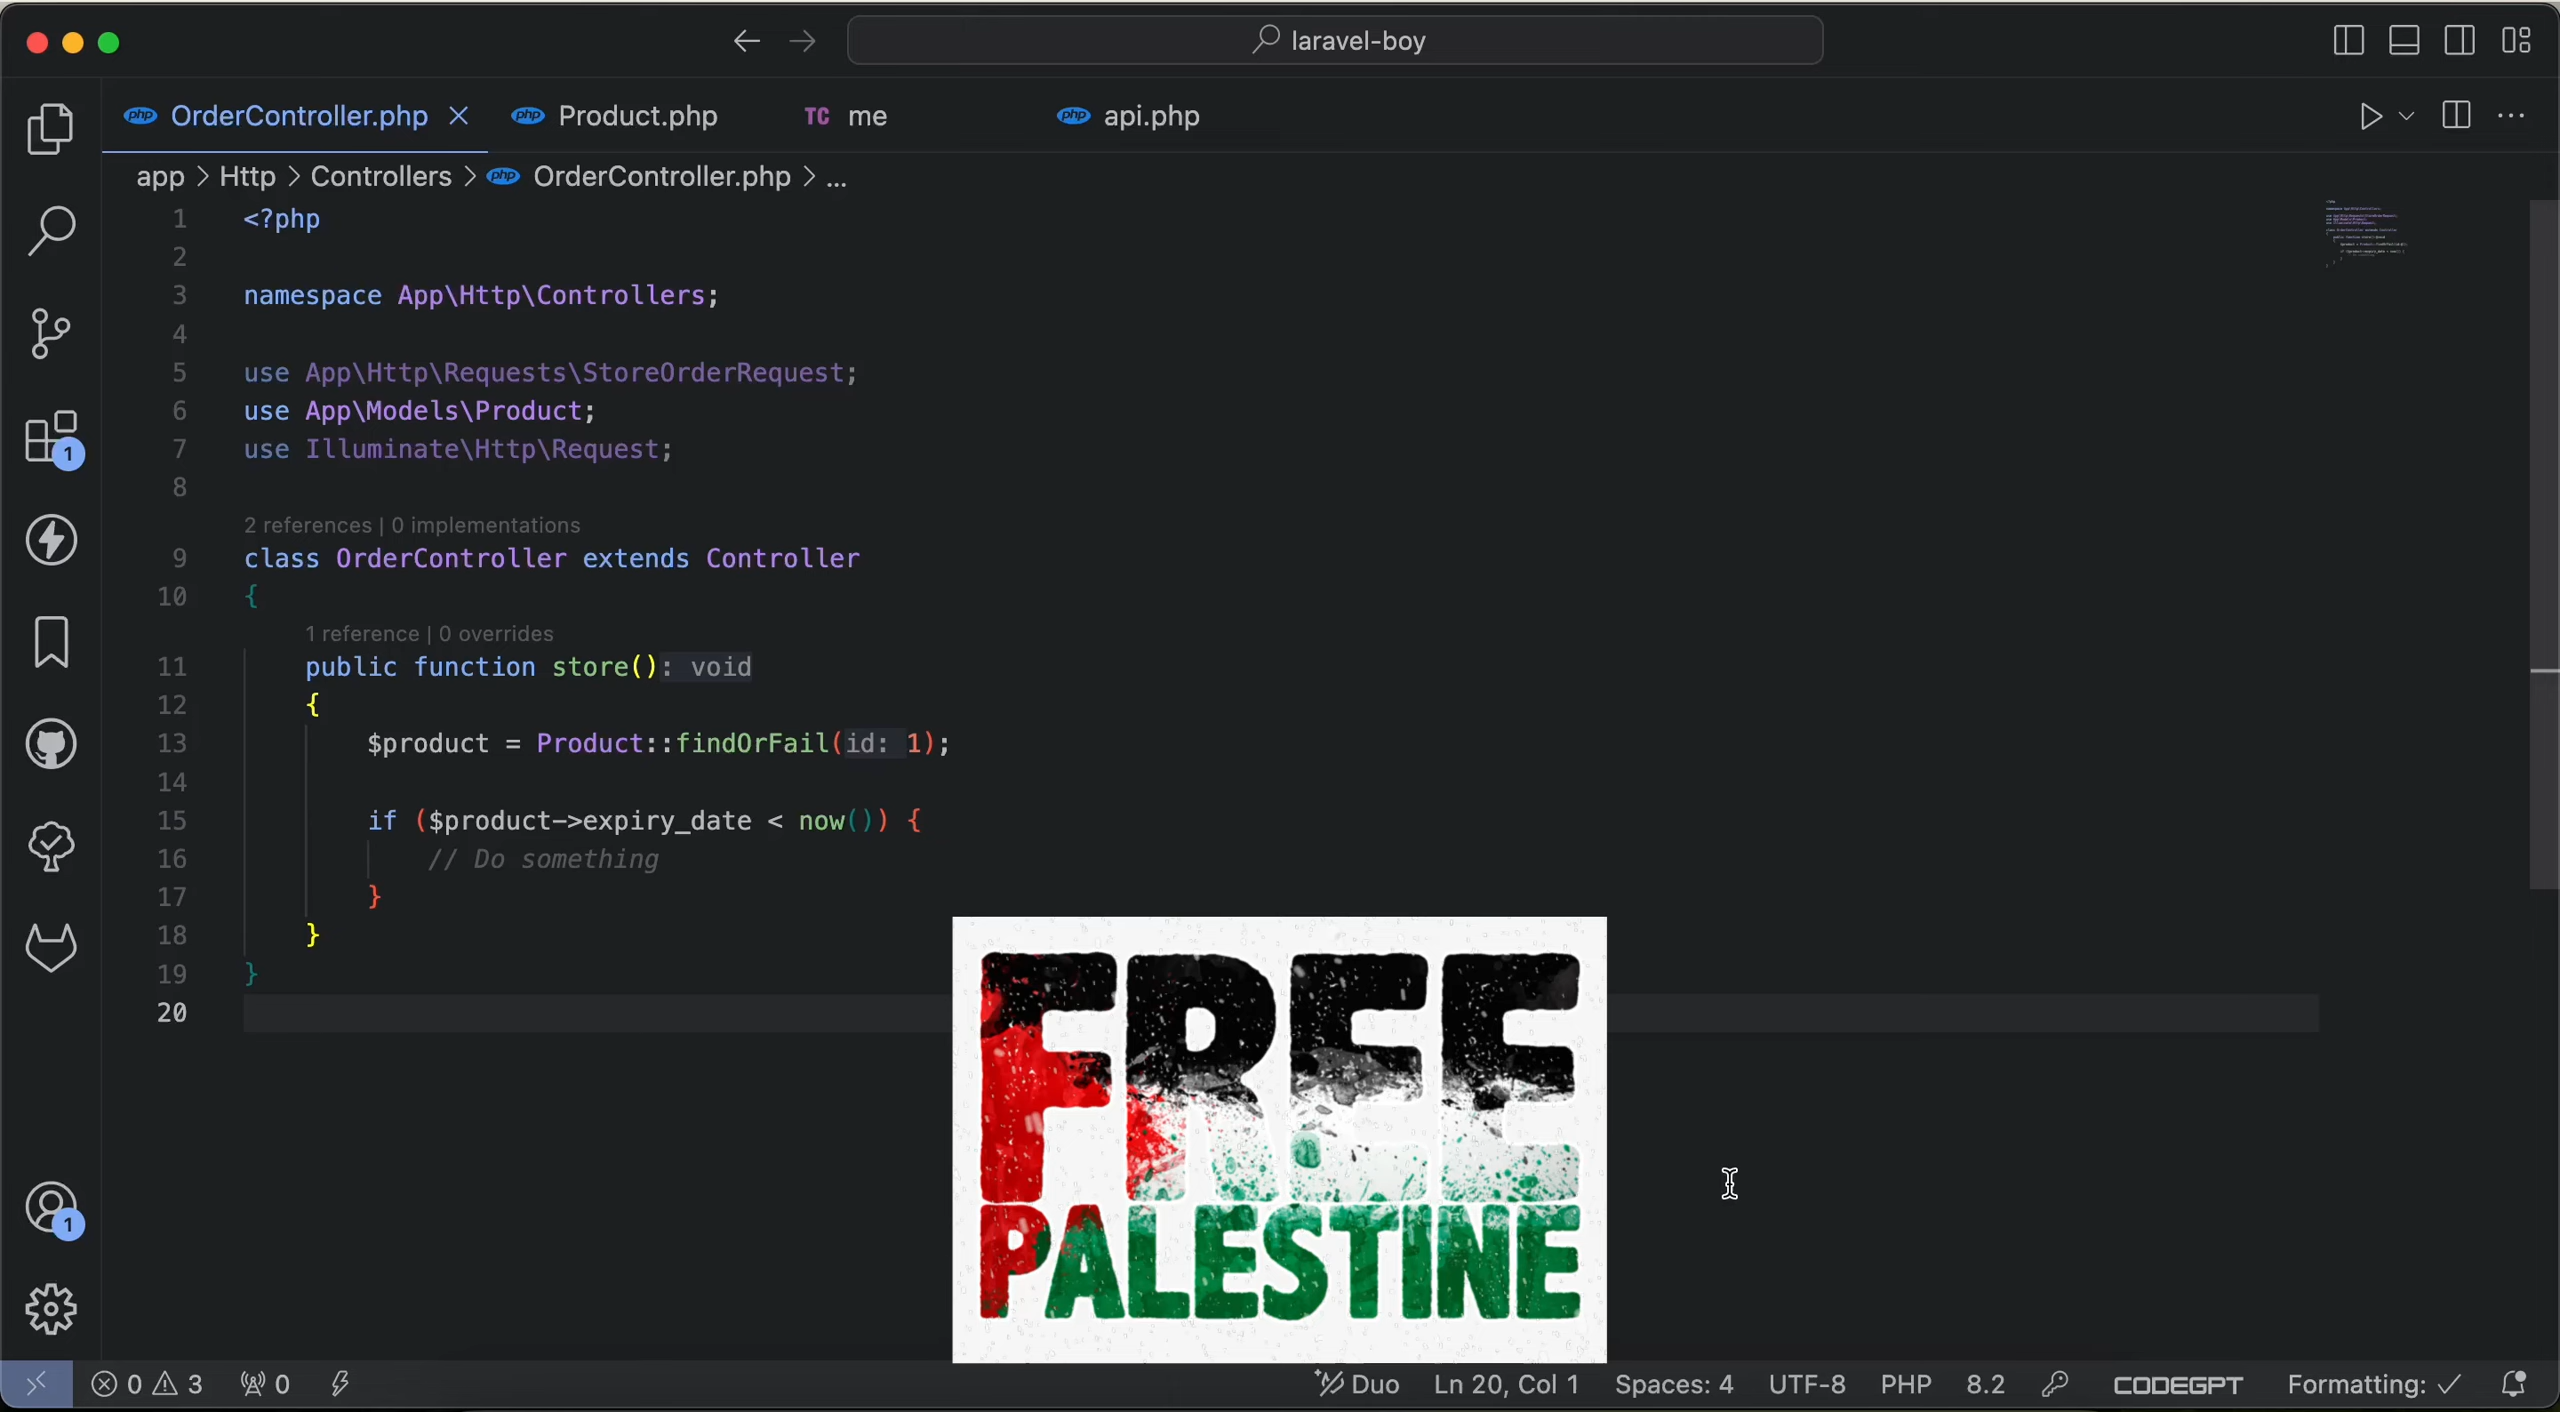 laravel-boy
OrderController.php
Product.php
TC me
api.php
app > Http > Controllers > php OrderController.php > ...
1 <?php
2
3 namespace App\Http\Controllers;
4
5 use App\Http\Requests\StoreOrderRequest;
6 use App\Models\Product;
7 use Illuminate\Http\Request;
8
2 references | 0 implementations
9 class OrderController extends Controller
10 {
1 reference | 0 overrides
11 public function store(): void
12 {
13 $product = Product::findOrFail(id: 1);
14
15 if ($product->expiry_date < now()) {
16 // Do something
17 }
18 }
19 }
20
FREE
PALESTINE
1
1
0 3 0 Duo Ln 20, Col 1 Spaces: 4 UTF-8 PHP 8.2 CODEGPT Formatting: ✓